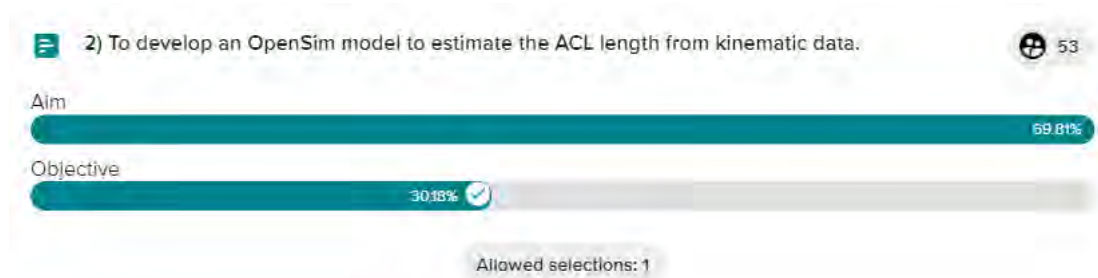 2) To develop an OpenSim model to estimate the ACL length from kinematic data.
53
Aim
69.81%
Objective
30.18%
Allowed selections: 1